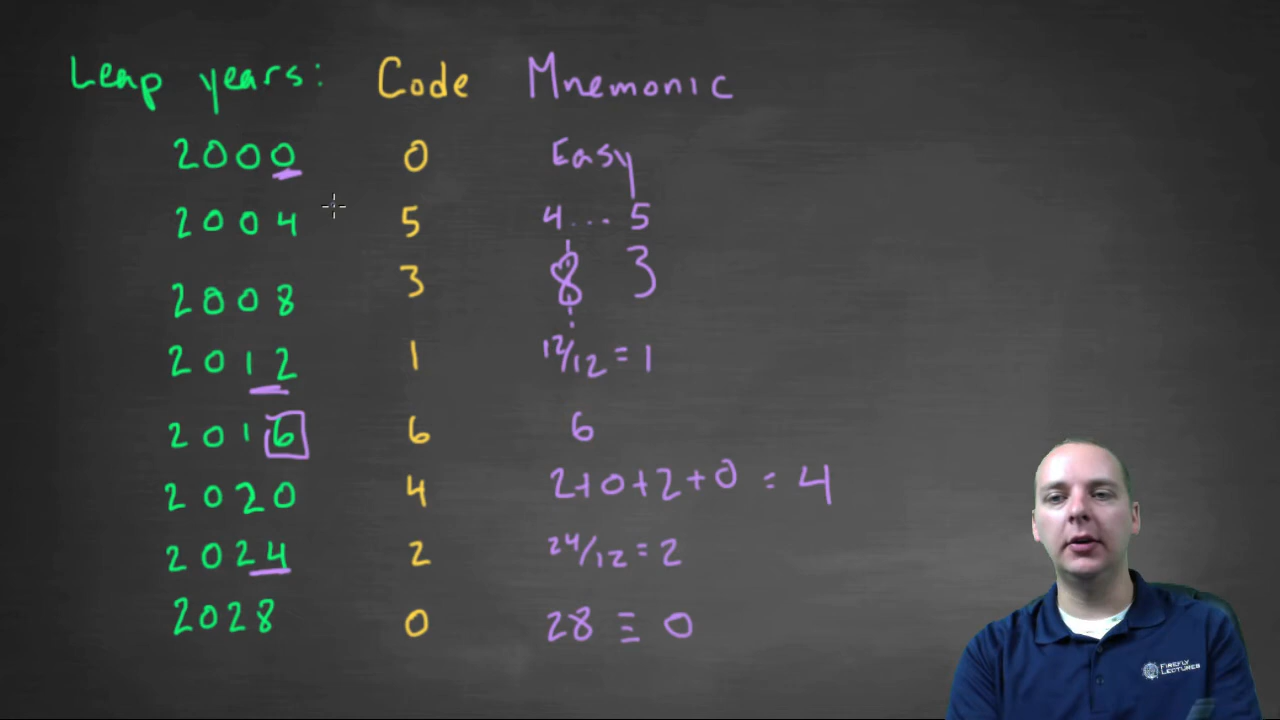 Leap years: Code Mnemonic
2000 0 Easy
2004 5 4...5
2008 3 8 3
2012 1 12/12 = 1
2016 6 6
2020 4 2+0+2+0 = 4
2024 2 24/12 = 2
2028 0 28 ≡ 0
FIREFLY
LECTURES